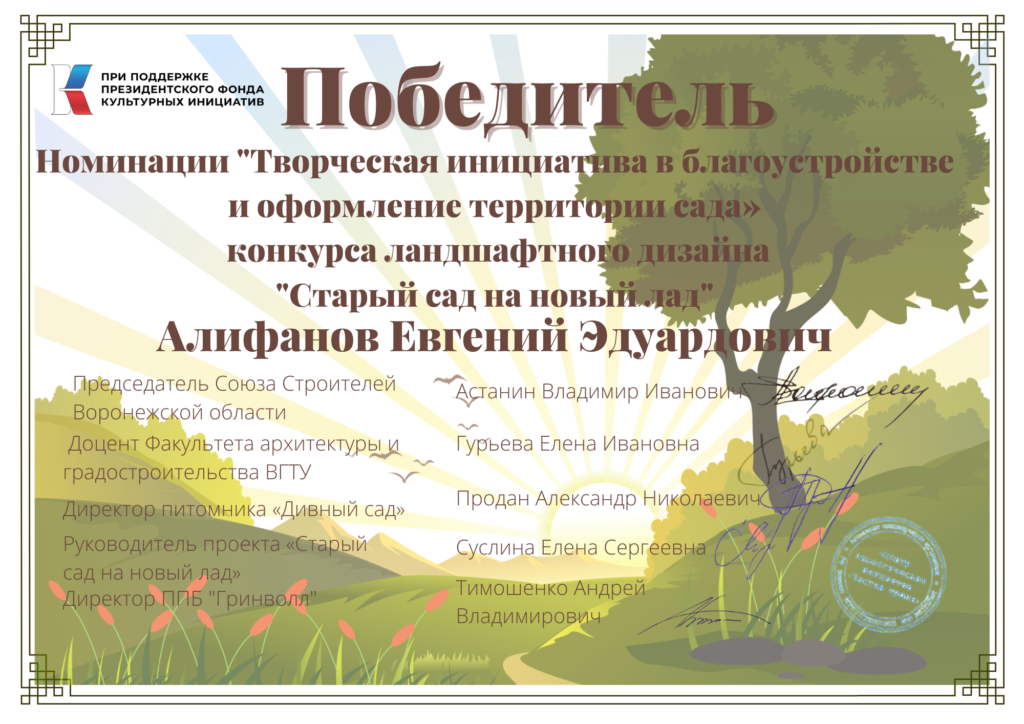 ПРИ ПОДДЕРЖКЕ
ПРЕЗИДЕНТСКОГО ФОНДА
КУЛЬТУРНЫХ ИНИЦИАТИВ
Победитель
Номинации "Творческая инициатива в благоустройстве
и оформление территории сада»
конкурса ландшафтного дизайна
"Старый сад на новый лад"
Алифанов Евгений Эдуардович
Председатель Союза Строителей
Воронежской области
Астанин Владимир Иванович
Доцент Факультета архитектуры и
градостроительства ВГТУ
Гурьева Елена Ивановна
Гурьева
Директор питомника «Дивный сад»
Продан Александр Николаевич
Руководитель проекта «Старый
сад на новый лад»
Суслина Елена Сергеевна
Директор ППБ "Гринволл"
Тимошенко Андрей
Владимирович